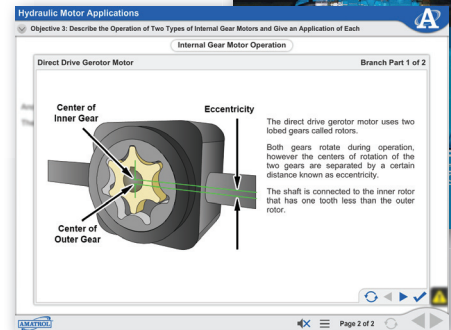 Hydraulic Motor Applications
Objective 3: Describe the Operation of Two Types of Internal Gear Motors and Give an Application of Each
Internal Gear Motor Operation
Direct Drive Gerotor Motor
Branch Part 1 of 2
Center of
Inner Gear
Eccentricity
Center of
Outer Gear
The direct drive gerotor motor uses two
lobed gears called rotors.
Both gears rotate during operation,
however the centers of rotation of the
two gears are separated by a certain
distance known as eccentricity.
The shaft is connected to the inner rotor
that has one tooth less than the outer
rotor.
AMATROL
Page 2 of 2